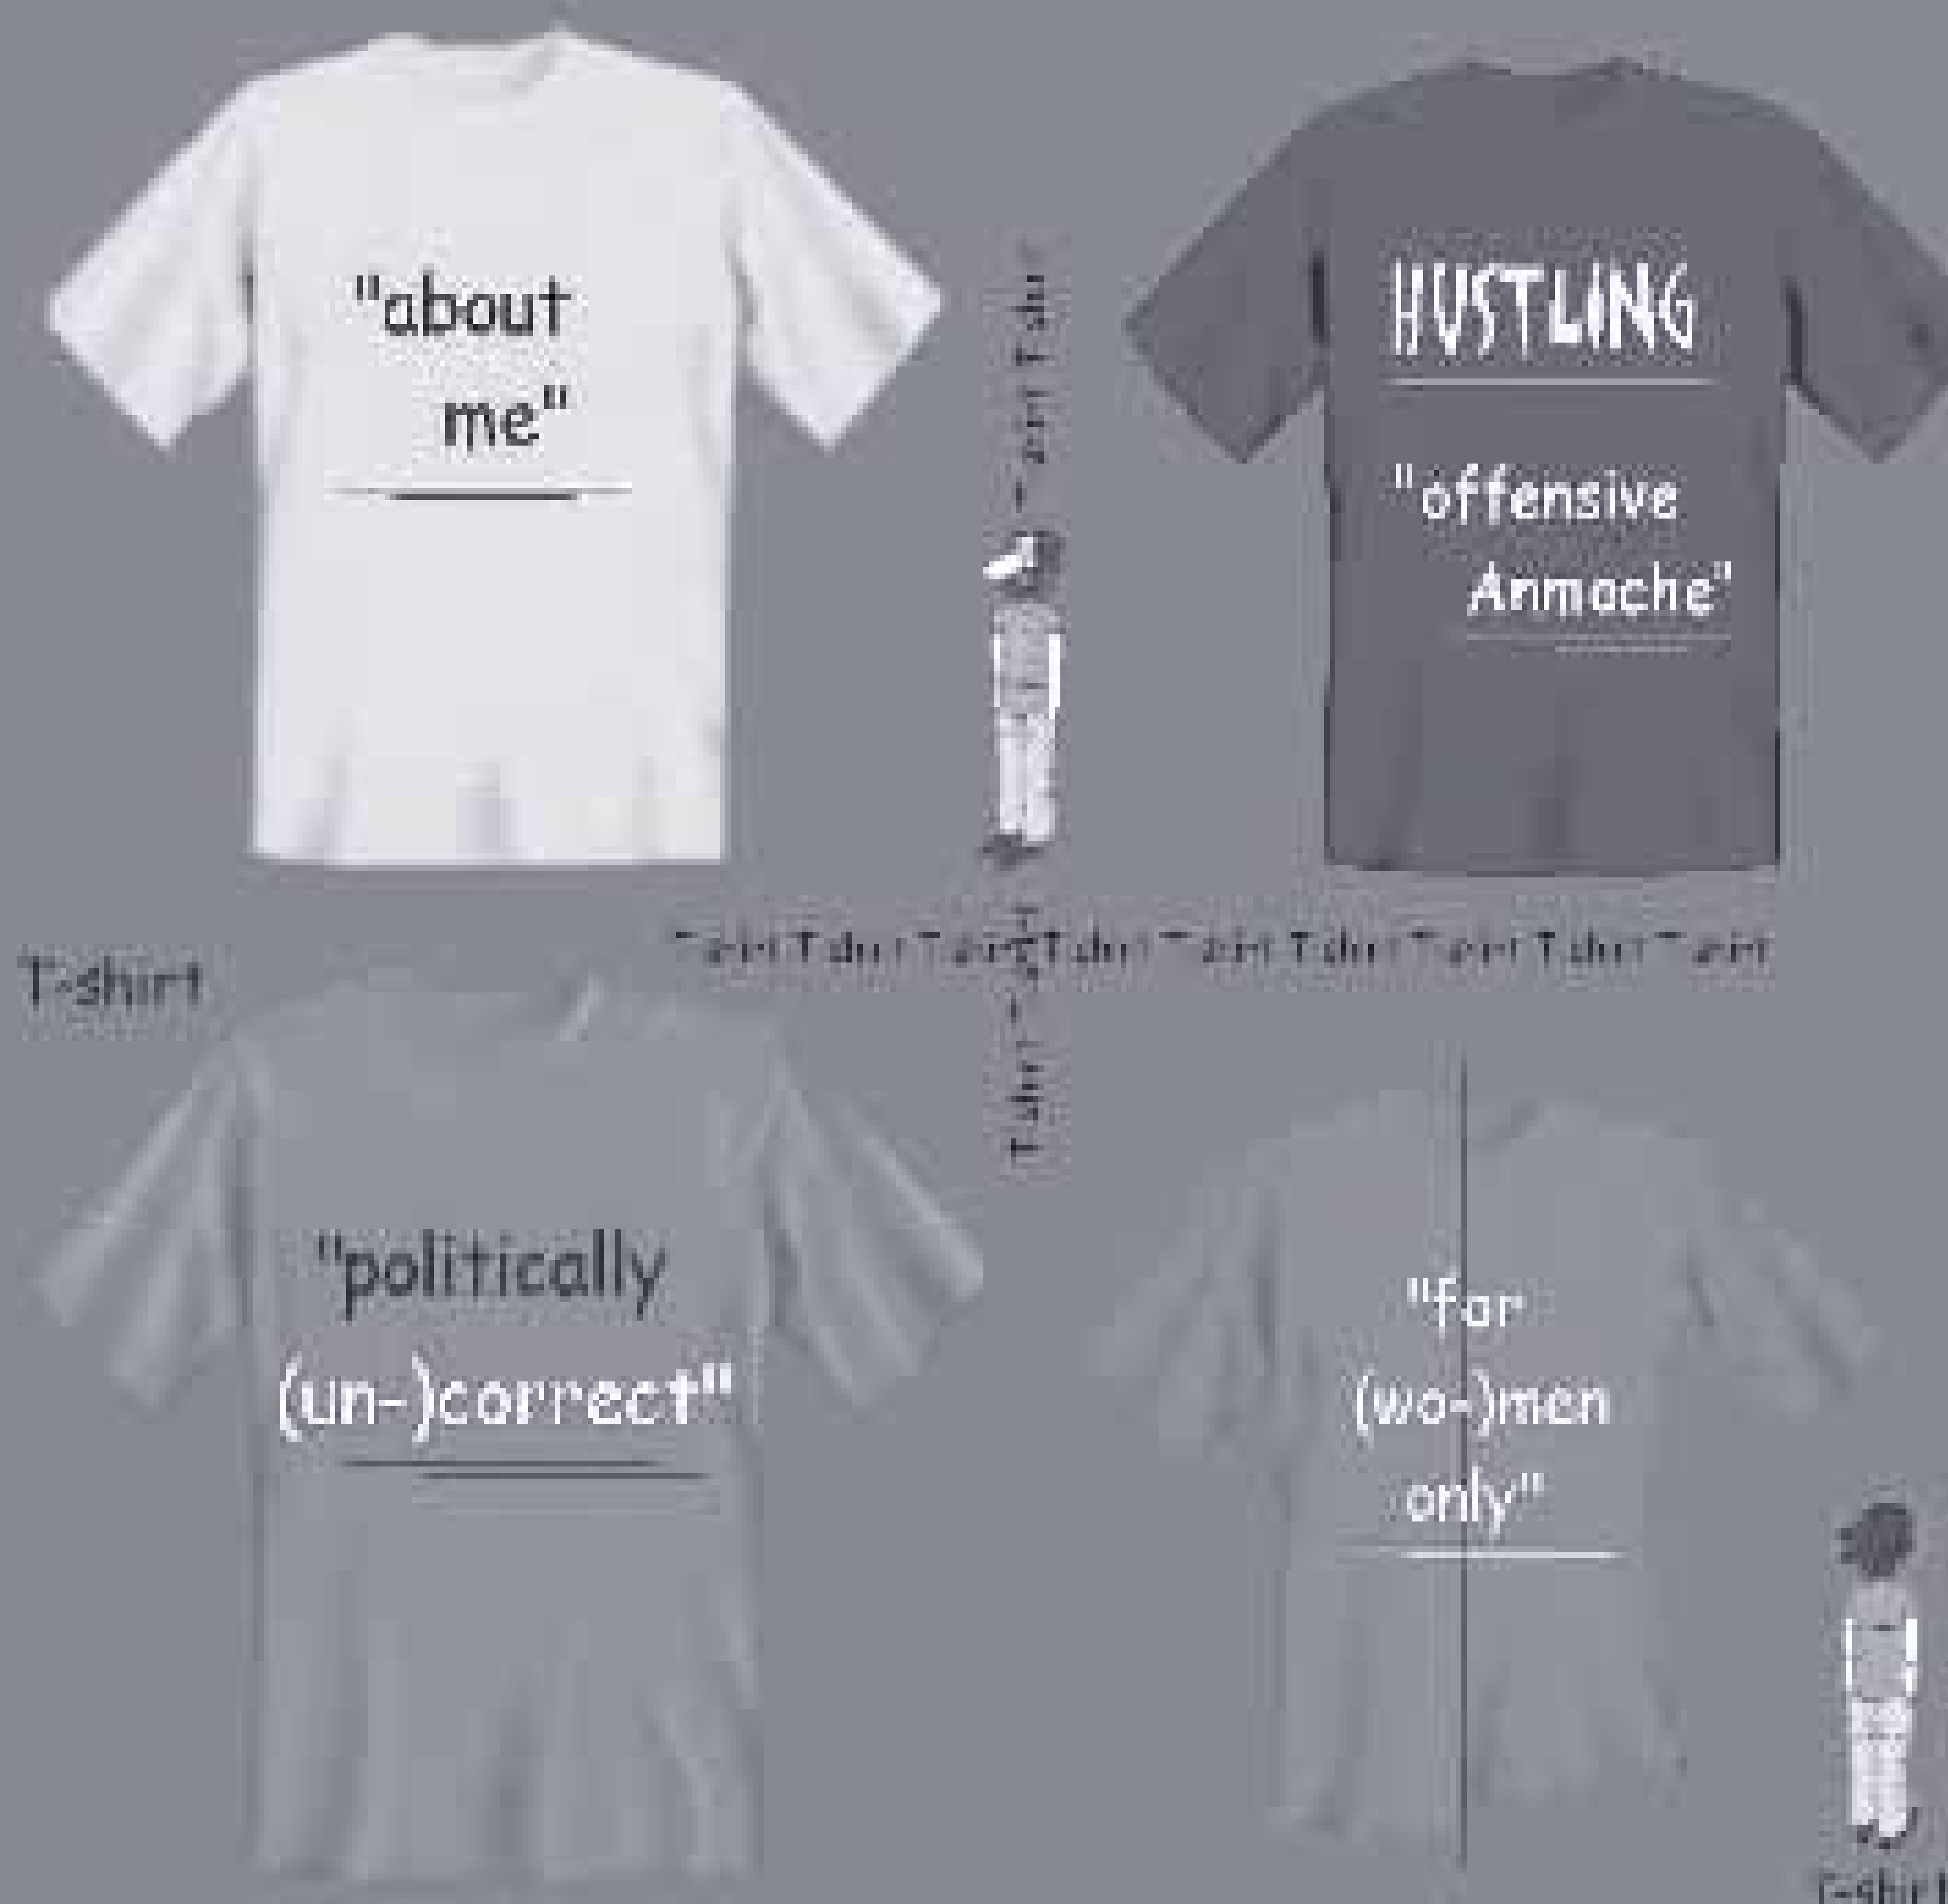 "about
me"
HUSTLING
"offensive
Anmache"
T-shirt
"politically
(un-)correct"
"for
(wo-)men
only"
T-shirt